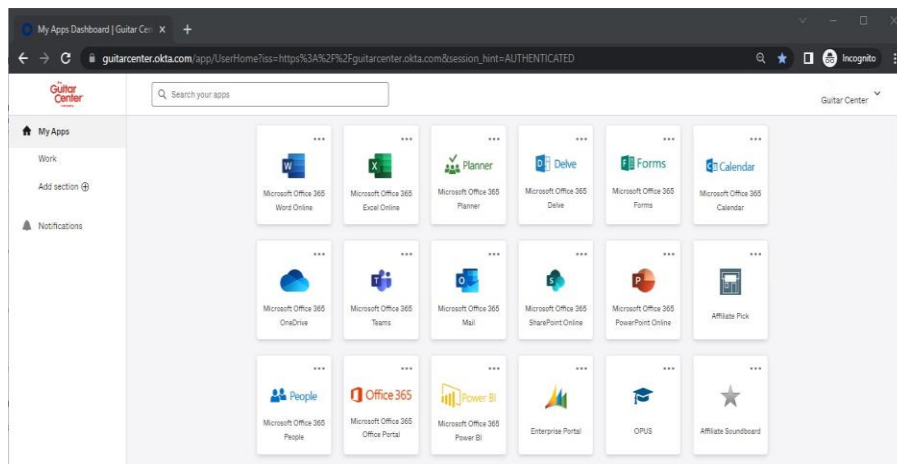 My Apps Dashboard | Guitar Cen
guitarcenter.okta.com/app/UserHome?iss=https%3A%2F%2Fguitarcenter.okta.com&session_hint=AUTHENTICATED
Incognito
Guitar
Center
Search your apps
Guitar Center
My Apps
Work
Add section
Notifications
W
Microsoft Office 365
Word Online
X
Microsoft Office 365
Excel Online
Planner
Microsoft Office 365
Planner
D
Delve
Microsoft Office 365
Delve
F
Forms
Microsoft Office 365
Forms
Calendar
Microsoft Office 365
Calendar
Microsoft Office 365
OneDrive
T
Microsoft Office 365
Teams
o
Microsoft Office 365
Mail
S
Microsoft Office 365
SharePoint Online
P
Microsoft Office 365
PowerPoint Online
Affiliate Pick
People
Microsoft Office 365
People
Office 365
Microsoft Office 365
Office Portal
Power BI
Microsoft Office 365
Power BI
Enterprise Portal
OPUS
Affiliate Soundboard